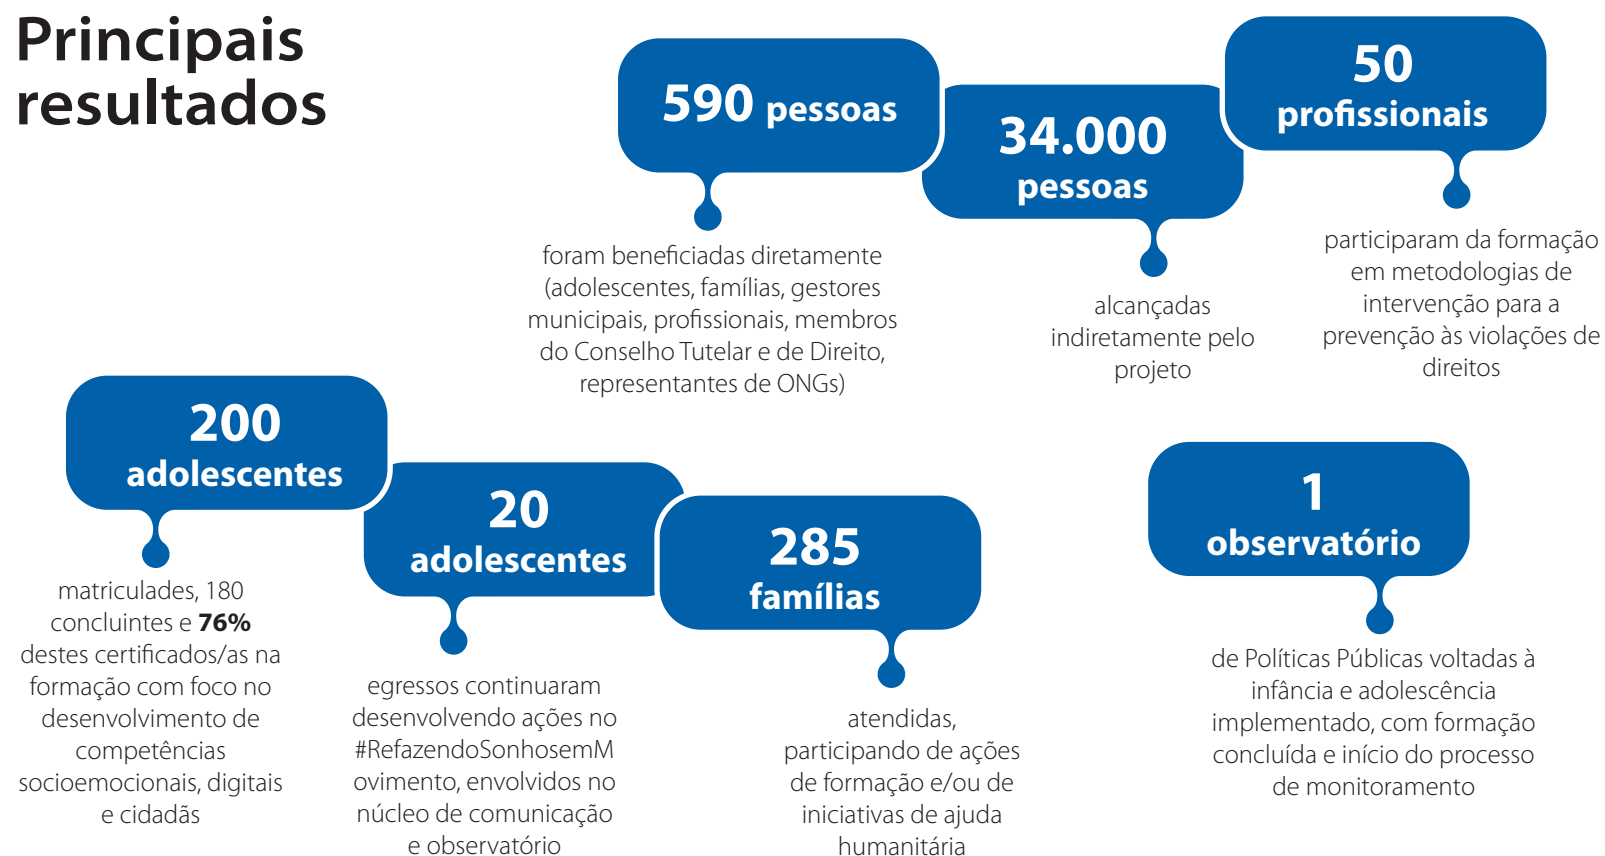 Principais
resultados
590 pessoas
foram beneficiadas diretamente
(adolescentes, famílias, gestores
municipais, profissionais, membros
do Conselho Tutelar e de Direito,
representantes de ONGs)
34.000
pessoas
alcançadas
indiretamente pelo
projeto
50
profissionais
participaram da formação
em metodologias de
intervenção para a
prevenção às violações de
direitos
200
adolescentes
matriculades, 180
concluintes e 76%
destes certificados/as na
formação com foco no
desenvolvimento de
competências
socioemocionais, digitais
e cidadãs
20
adolescentes
egressos continuaram
desenvolvendo ações no
#RefazendoSonhosemM
ovimento, envolvidos no
núcleo de comunicação
e observatório
285
famílias
atendidas,
participando de ações
de formação e/ou de
iniciativas de ajuda
humanitária
1
observatório
de Políticas Públicas voltadas à
infância e adolescência
implementado, com formação
concluída e início do processo
de monitoramento